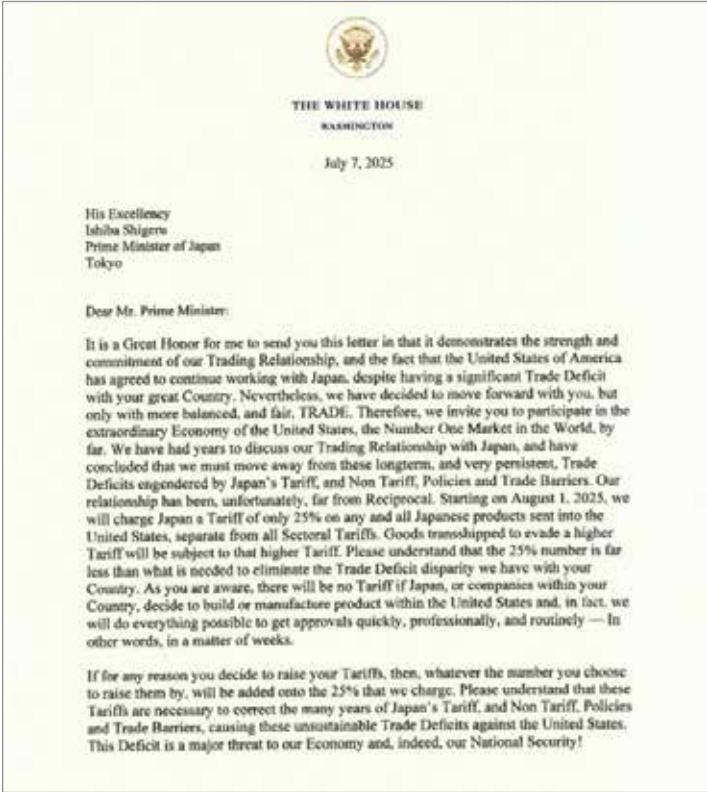 THE WHITE HOUSE
WASHINGTON
July 7, 2025
His Excellency
Ishiba Shigeru
Prime Minister of Japan
Tokyo
Dear Mr. Prime Minister:
It is a Great Honor for me to send you this letter in that it demonstrates the strength and
commitment of our Trading Relationship, and the fact that the United States of America
has agreed to continue working with Japan, despite having a significant Trade Deficit
with your great Country. Nevertheless, we have decided to move forward with you, but
only with more balanced, and fair, TRADE. Therefore, we invite you to participate in the
extraordinary Economy of the United States, the Number One Market in the World, by
far. We have had years to discuss our Trading Relationship with Japan, and have
concluded that we must move away from these longterm, and very persistent, Trade
Deficits engendered by Japan's Tariff, and Non Tariff, Policies and Trade Barriers. Our
relationship has been, unfortunately, far from Reciprocal. Starting on August 1, 2025, we
will charge Japan a Tariff of only 25% on any and all Japanese products sent into the
United States, separate from all Sectoral Tariffs. Goods transshipped to evade a higher
Tariff will be subject to that higher Tariff. Please understand that the 25% number is far
less than what is needed to eliminate the Trade Deficit disparity we have with your
Country. As you are aware, there will be no Tariff if Japan, or companies within your
Country, decide to build or manufacture product within the United States and, in fact, we
will do everything possible to get approvals quickly, professionally, and routinely — In
other words, in a matter of weeks.
If for any reason you decide to raise your Tariffs, then, whatever the number you choose
to raise them by, will be added onto the 25% that we charge. Please understand that these
Tariffs are necessary to correct the many years of Japan's Tariff, and Non Tariff, Policies
and Trade Barriers, causing these unsustainable Trade Deficits against the United States.
This Deficit is a major threat to our Economy and, indeed, our National Security!